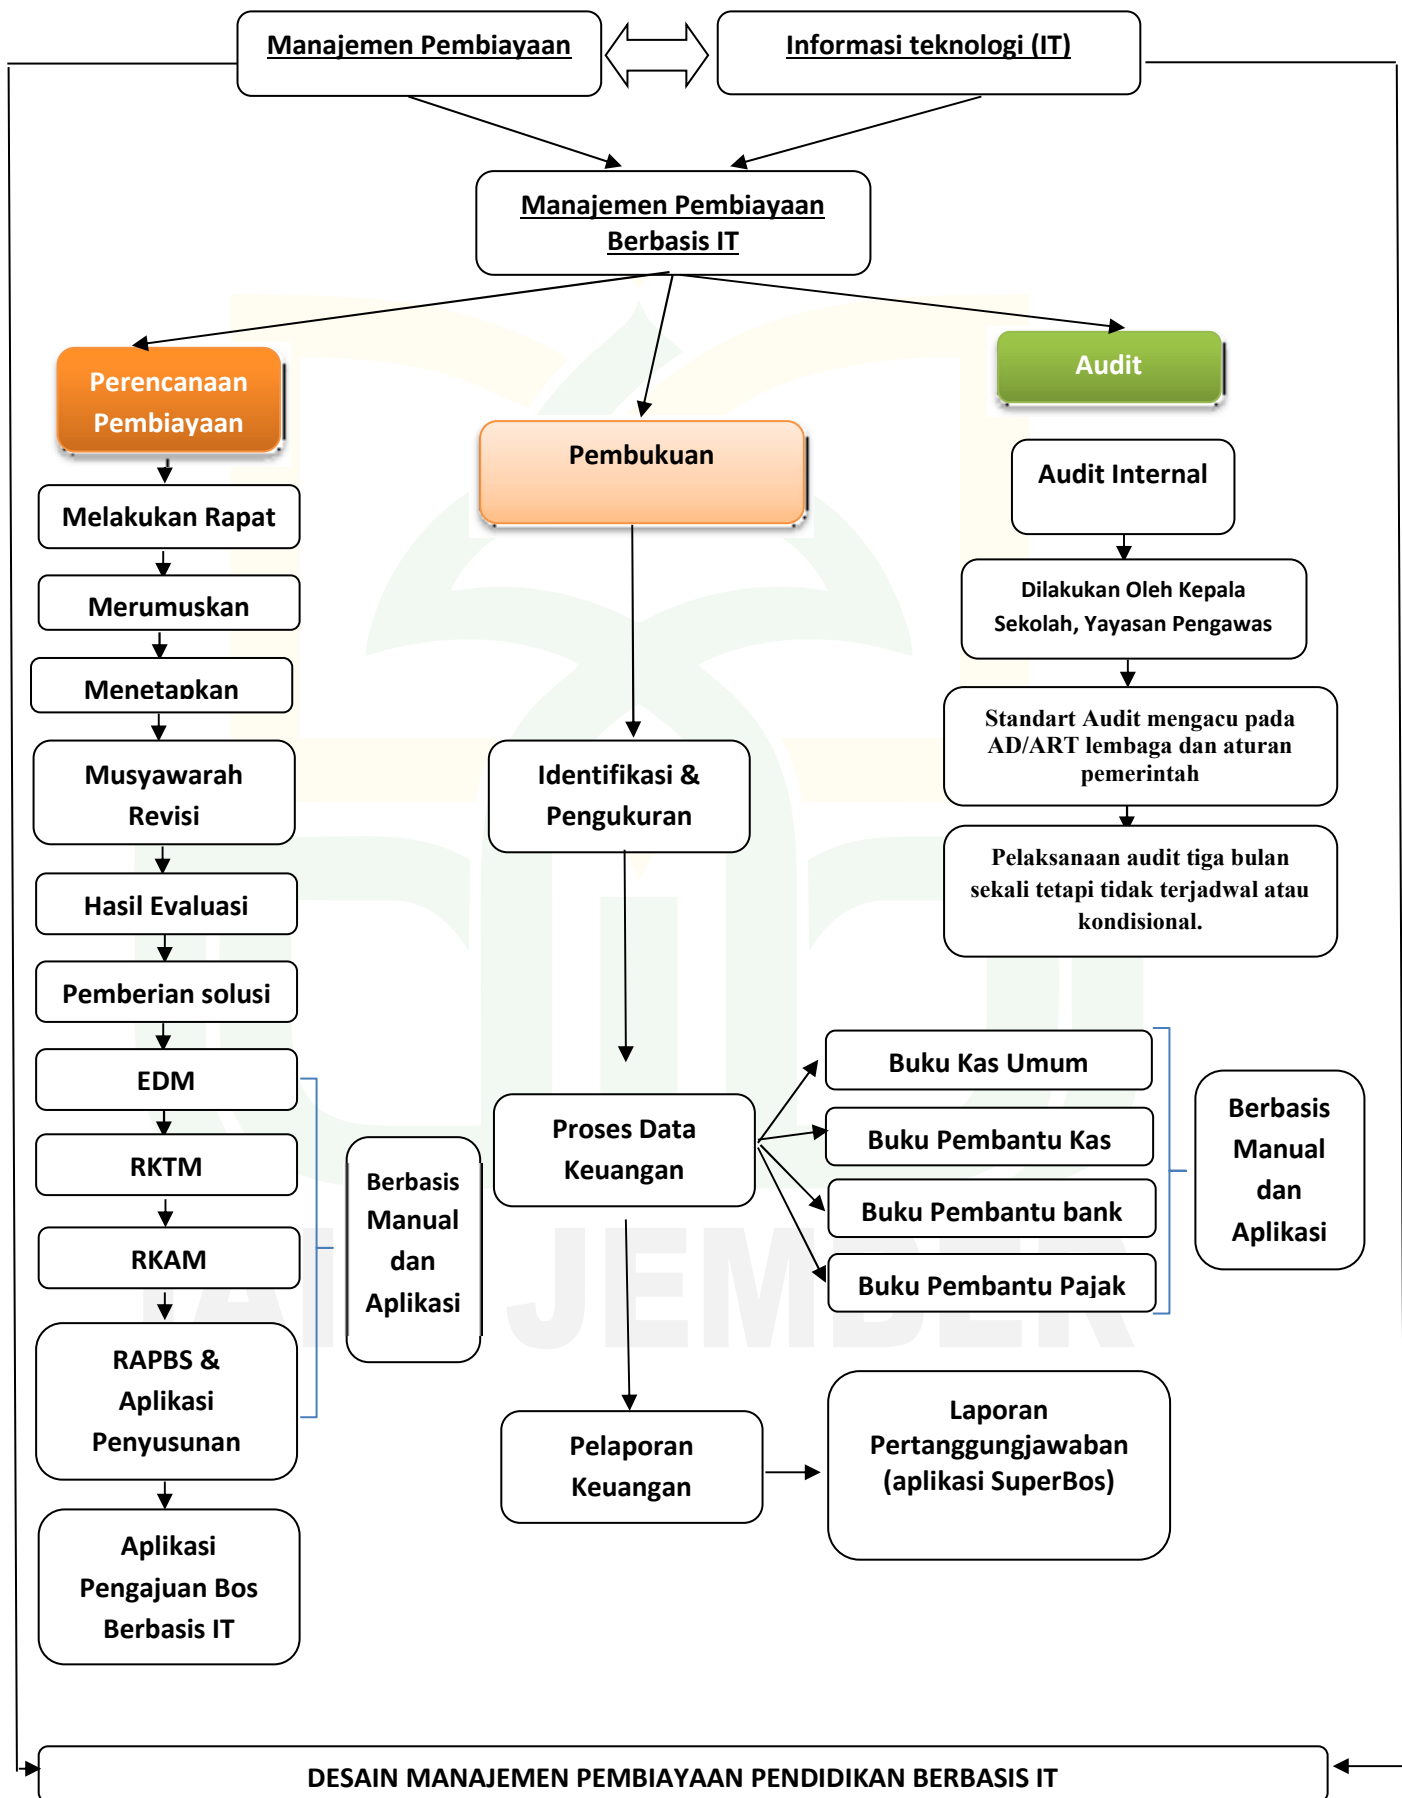 Manajemen Pembiayaan
Informasi teknologi (IT)
Manajemen Pembiayaan
Berbasis IT
Perencanaan
Pembiayaan
Melakukan Rapat
Merumuskan
Menetapkan
Musyawarah
Revisi
Hasil Evaluasi
Pemberian solusi
EDM
RKTM
RKAM
RAPBS &
Aplikasi
Penyusunan
Aplikasi
Pengajuan Bos
Berbasis IT
Berbasis
Manual
dan
Aplikasi
Pembukuan
Identifikasi &
Pengukuran
Proses Data
Keuangan
Buku Kas Umum
Buku Pembantu Kas
Buku Pembantu bank
Buku Pembantu Pajak
Berbasis
Manual
dan
Aplikasi
Pelaporan
Keuangan
Laporan
Pertanggungjawaban
(aplikasi SuperBos)
Audit
Audit Internal
Dilakukan Oleh Kepala
Sekolah, Yayasan Pengawas
Standart Audit mengacu pada
AD/ART lembaga dan aturan
pemerintah
Pelaksanaan audit tiga bulan
sekali tetapi tidak terjadwal atau
kondisional.
DESAIN MANAJEMEN PEMBIAYAAN PENDIDIKAN BERBASIS IT
JEMBER